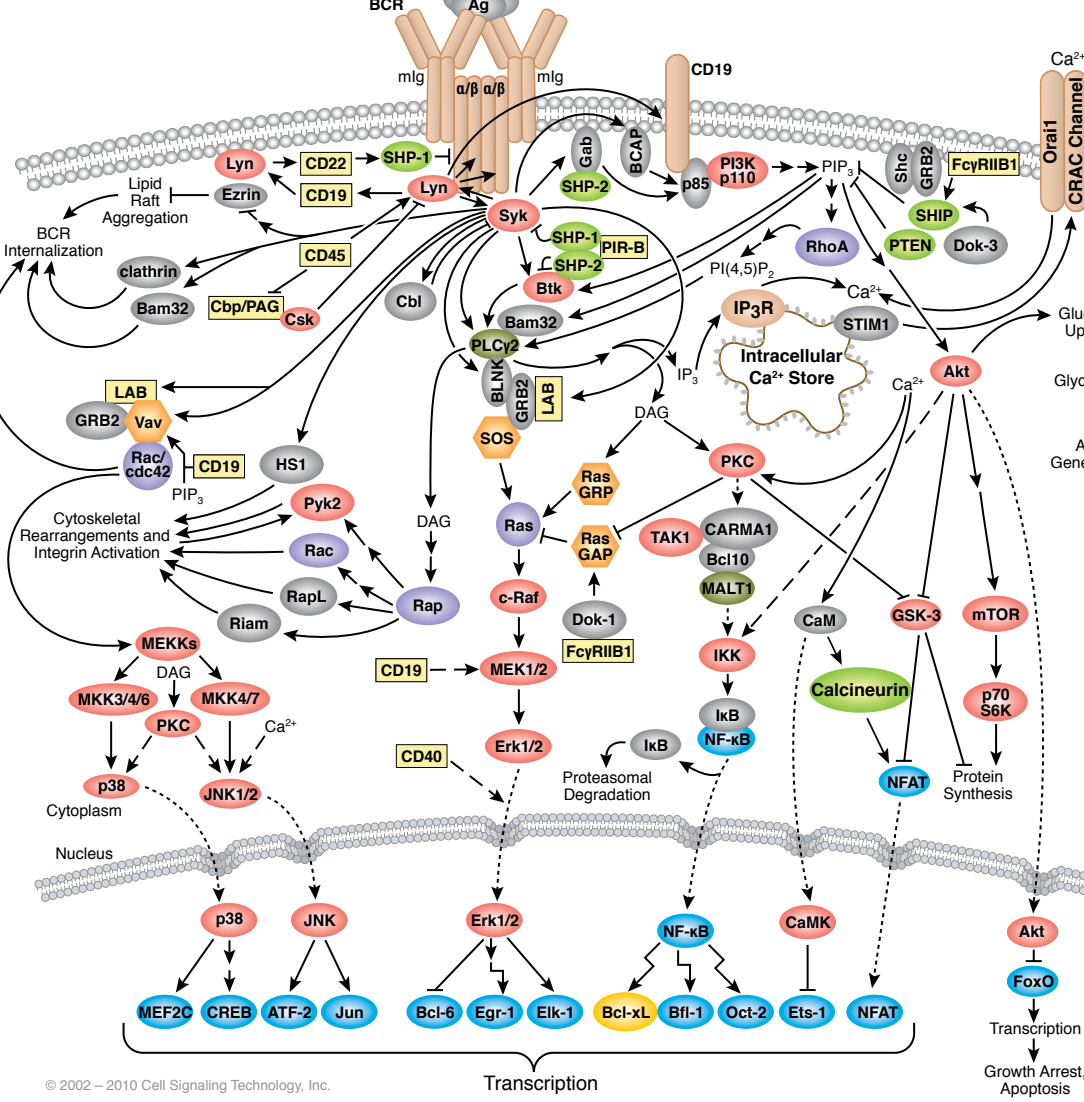 BCR
Ag
mIg
α/β α/β
mIg
CD19
Ca²⁺
Orai1
CRAC Channel
Lyn
CD22
SHP-1
Lyn
Gab
BCAP
SHP-2
p85
PI3K
p110
PIP₃
Shc
GRB2
FcγRIIB1
Lipid
Raft
Aggregation
Ezrin
CD19
Syk
SHIP
BCR
Internalization
CD45
SHP-1
SHP-2
PIR-B
RhoA
PTEN
Dok-3
clathrin
Bam32
Cbp/PAG
Csk
Cbl
Btk
Bam32
PI(4,5)P₂
IP₃R
Ca²⁺
STIM1
Intracellular
Ca²⁺ Store
PLCγ2
BLNK
GRB2
LAB
IP₃
DAG
Ca²⁺
Akt
LAB
GRB2
Vav
Rac/
cdc42
CD19
PIP₃
HS1
SOS
PKC
Ras
GRP
Cytoskeletal
Rearrangements and
Integrin Activation
Pyk2
Rac
RapL
Riam
DAG
Rap
Ras
Ras
GAP
TAK1
CARMA1
Bcl10
MALT1
c-Raf
Dok-1
FcγRIIB1
CaM
GSK-3
mTOR
MEKKs
DAG
MKK3/4/6
MKK4/7
PKC
Ca²⁺
CD19
MEK1/2
IKK
Calcineurin
p70
S6K
IκB
NF-κB
CD40
Erk1/2
IκB
Proteasomal
Degradation
p38
JNK1/2
NFAT
Protein
Synthesis
Cytoplasm
Nucleus
p38
JNK
Erk1/2
NF-κB
CaMK
Akt
FoxO
MEF2C
CREB
ATF-2
Jun
Bcl-6
Egr-1
Elk-1
Bcl-xL
Bfl-1
Oct-2
Ets-1
NFAT
Transcription
Growth Arrest,
Apoptosis
© 2002 – 2010 Cell Signaling Technology, Inc.
Transcription